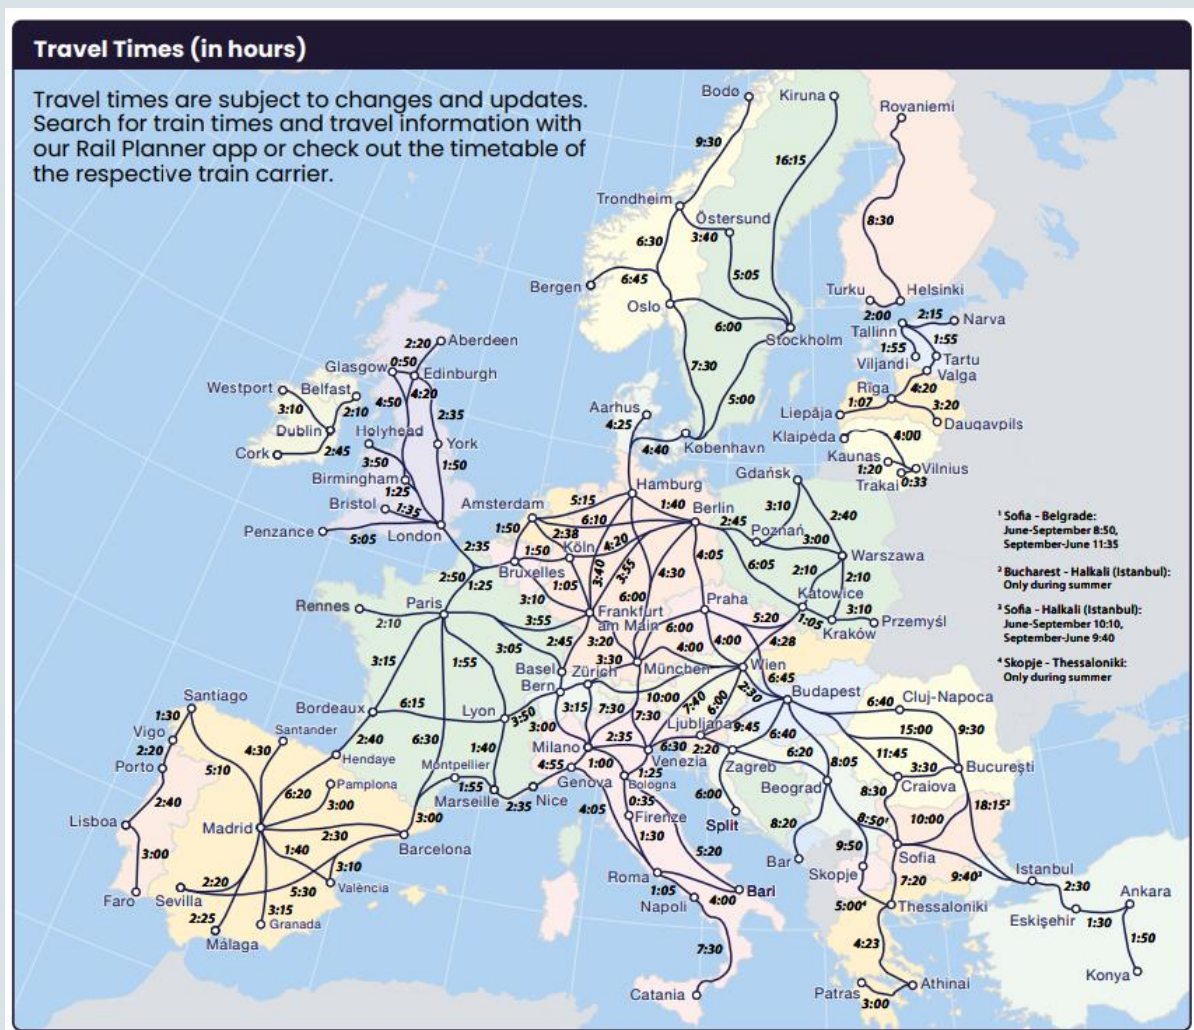 Travel Times (in hours)
Travel times are subject to changes and updates.
Search for train times and travel information with
our Rail Planner app or check out the timetable of
the respective train carrier.
Bodø
Kiruna
Rovaniemi
9:30
16:15
Trondheim
Östersund
8:30
6:30
3:40
6:45
5:05
Bergen
Oslo
Turku
Helsinki
2:00
2:15
Narva
6:00
Tallinn
1:55
1:55
Stockholm
Viljandi
Tartu
Valga
2:20
Aberdeen
7:30
Glasgow
0:50
Edinburgh
Rīga
4:20
Westport
Belfast
4:50
4:20
5:00
1:07
3:20
3:10
2:10
2:35
Aarhus
Liepāja
Daugavpils
4:25
Dublin
Holyhead
Klaipėda
4:00
York
4:40
København
2:45
Kaunas
Cork
3:50
1:50
Gdańsk
1:20
Vilnius
Birmingham
Trakai
0:33
1:25
Hamburg
Bristol
1:35
Amsterdam
5:15
1:40
Berlin
3:10
2:40
¹ Sofia - Belgrade:
June-September 8:50,
September-June 11:35
Penzance
5:05
London
1:50
6:10
2:45
Poznań
3:00
2:38
2:35
1:50
Köln
4:20
4:05
Warszawa
Bruxelles
3:40
3:55
4:30
6:05
2:10
2:10
² Bucharest - Halkali (Istanbul):
Only during summer
2:50
1:25
1:05
6:00
Katowice
Rennes
Paris
3:10
Frankfurt
am Main
Praha
3:10
Przemyśl
³ Sofia - Halkali (Istanbul):
June-September 10:10,
September-June 9:40
2:10
3:55
6:00
5:20
1:05
Kraków
3:05
2:45
3:20
4:00
4:00
4:28
3:15
1:55
3:30
Basel
Zürich
München
Wien
⁴ Skopje - Thessaloniki:
Only during summer
Bern
6:45
Santiago
10:00
7:40
6:00
2:30
Budapest
6:40
Cluj-Napoca
1:30
Bordeaux
6:15
Lyon
3:50
3:15
7:30
7:30
Ljubljana
Vigo
Santander
3:00
9:45
15:00
9:30
2:20
4:30
2:40
6:30
1:40
Milano
2:35
6:40
Porto
Hendaye
6:30
2:20
6:20
11:45
5:10
Montpellier
4:55
1:00
Venezia
Zagreb
8:05
3:30
București
6:20
Pamplona
1:55
Genova
1:25
Bologna
Beograd
8:30
Craiova
2:40
3:00
Marseille
2:35
Nice
4:05
0:35
Firenze
6:00
18:15²
Lisboa
Madrid
3:00
Split
8:20
8:50¹
10:00
2:30
1:30
1:40
Barcelona
9:50
3:00
3:10
5:20
Bar
Sofia
Roma
Skopje
Istanbul
2:20
5:30
València
1:05
Bari
7:20
9:40³
2:30
Ankara
Faro
Sevilla
Napoli
4:00
5:00⁴
Thessaloniki
3:15
2:25
Granada
Eskişehir
1:30
Málaga
7:30
4:23
1:50
Konya
Catania
Patras
Athinai
3:00